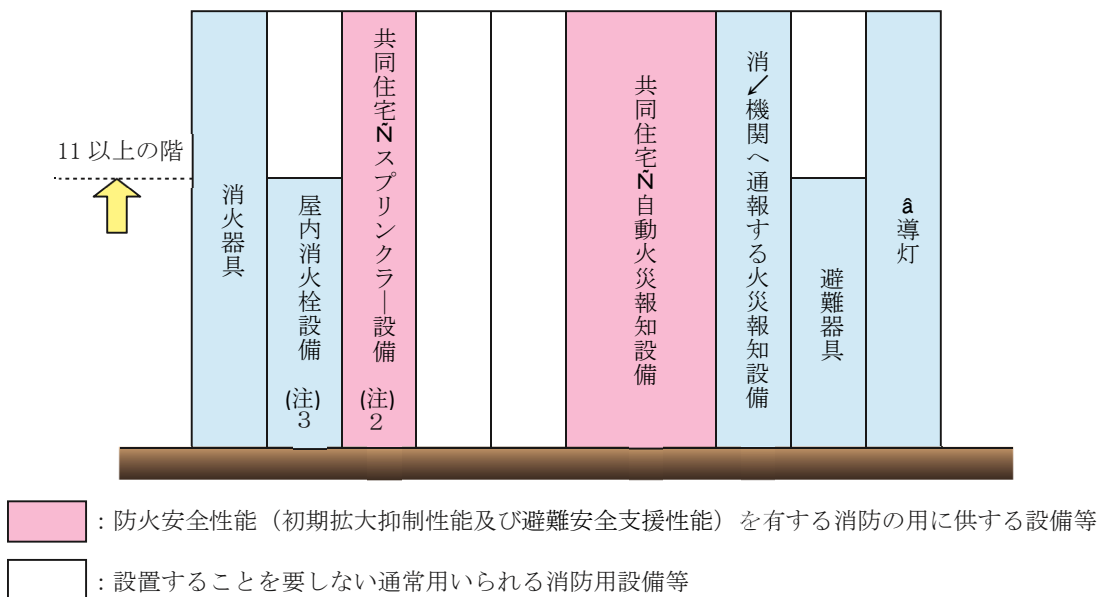 11 以上の階
消火器具
屋内消火栓設備 (注)3
共同住宅Ñスプリンクラー設備 (注)2
共同住宅Ñ自動火災報知設備
消↙機関へ通報する火災報知設備
避難器具
â導灯
：防火安全性能（初期拡大抑制性能及び避難安全支援性能）を有する消防の用に供する設備等
：設置することを要しない通常用いられる消防用設備等